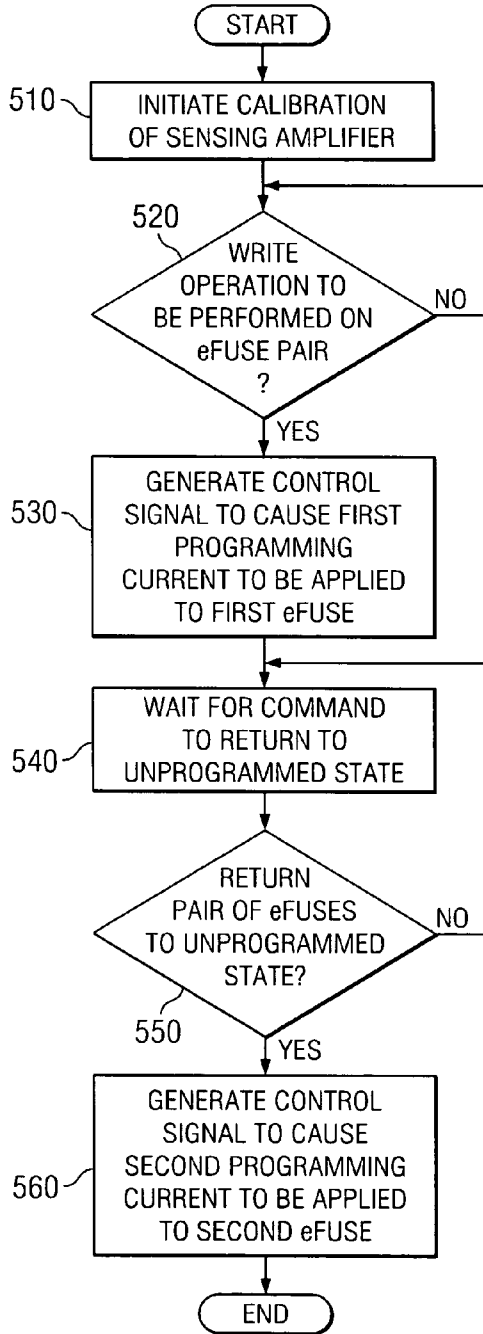 START
510
INITIATE CALIBRATION
OF SENSING AMPLIFIER
520
WRITE
OPERATION TO
BE PERFORMED ON
eFUSE PAIR
?
NO
YES
530
GENERATE CONTROL
SIGNAL TO CAUSE FIRST
PROGRAMMING
CURRENT TO BE APPLIED
TO FIRST eFUSE
540
WAIT FOR COMMAND
TO RETURN TO
UNPROGRAMMED STATE
RETURN
PAIR OF eFUSES
TO UNPROGRAMMED
STATE?
NO
550
YES
560
GENERATE CONTROL
SIGNAL TO CAUSE
SECOND PROGRAMMING
CURRENT TO BE APPLIED
TO SECOND eFUSE
END